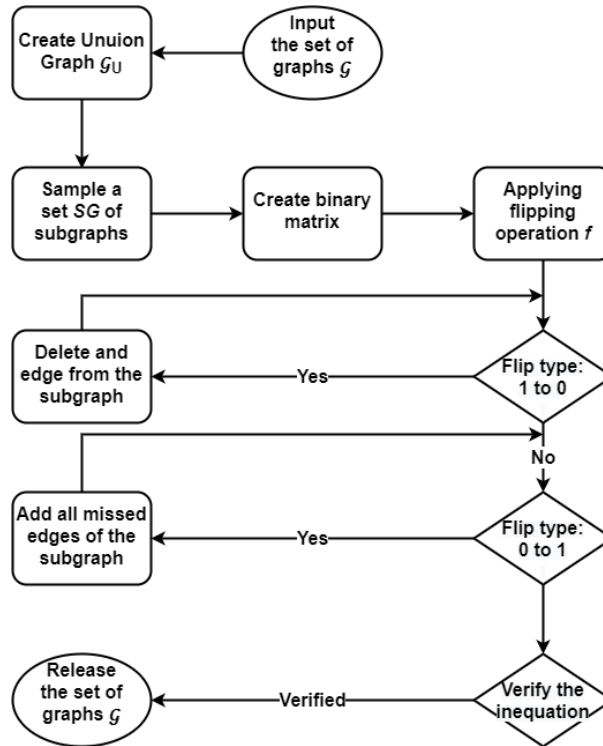 Create Unuion
Graph 𝒢U
Input
the set of
graphs 𝒢
Sample a
set SG of
subgraphs
Create binary
matrix
Applying
flipping
operation f
Delete and
edge from the
subgraph
Yes
Flip type:
1 to 0
No
Add all missed
edges of the
subgraph
Yes
Flip type:
0 to 1
Release
the set of
graphs 𝒢
Verified
Verify the
inequation